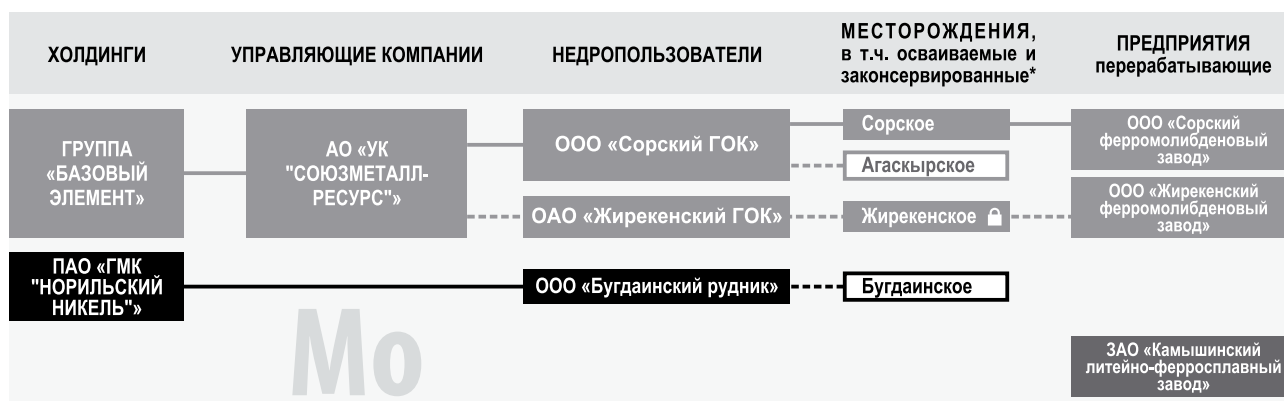 ХОЛДИНГИ
УПРАВЛЯЮЩИЕ КОМПАНИИ
НЕДРОПОЛЬЗОВАТЕЛИ
МЕСТОРОЖДЕНИЯ,
в т.ч. осваиваемые и
законсервированные*
ПРЕДПРИЯТИЯ
перерабатывающие
ГРУППА
«БАЗОВЫЙ
ЭЛЕМЕНТ»
АО «УК
"СОЮЗМЕТАЛЛ-
РЕСУРС"»
ООО «Сорский ГОК»
Сорское
ООО «Сорский
ферромолибденовый
завод»
Агаскырское
ОАО «Жирекенский ГОК»
Жирекенское
ООО «Жирекенский
ферромолибденовый
завод»
ПАО «ГМК
"НОРИЛЬСКИЙ
НИКЕЛЬ"»
ООО «Бугдаинский рудник»
Бугдаинское
Mo
ЗАО «Камышинский
литейно-ферросплавный
завод»